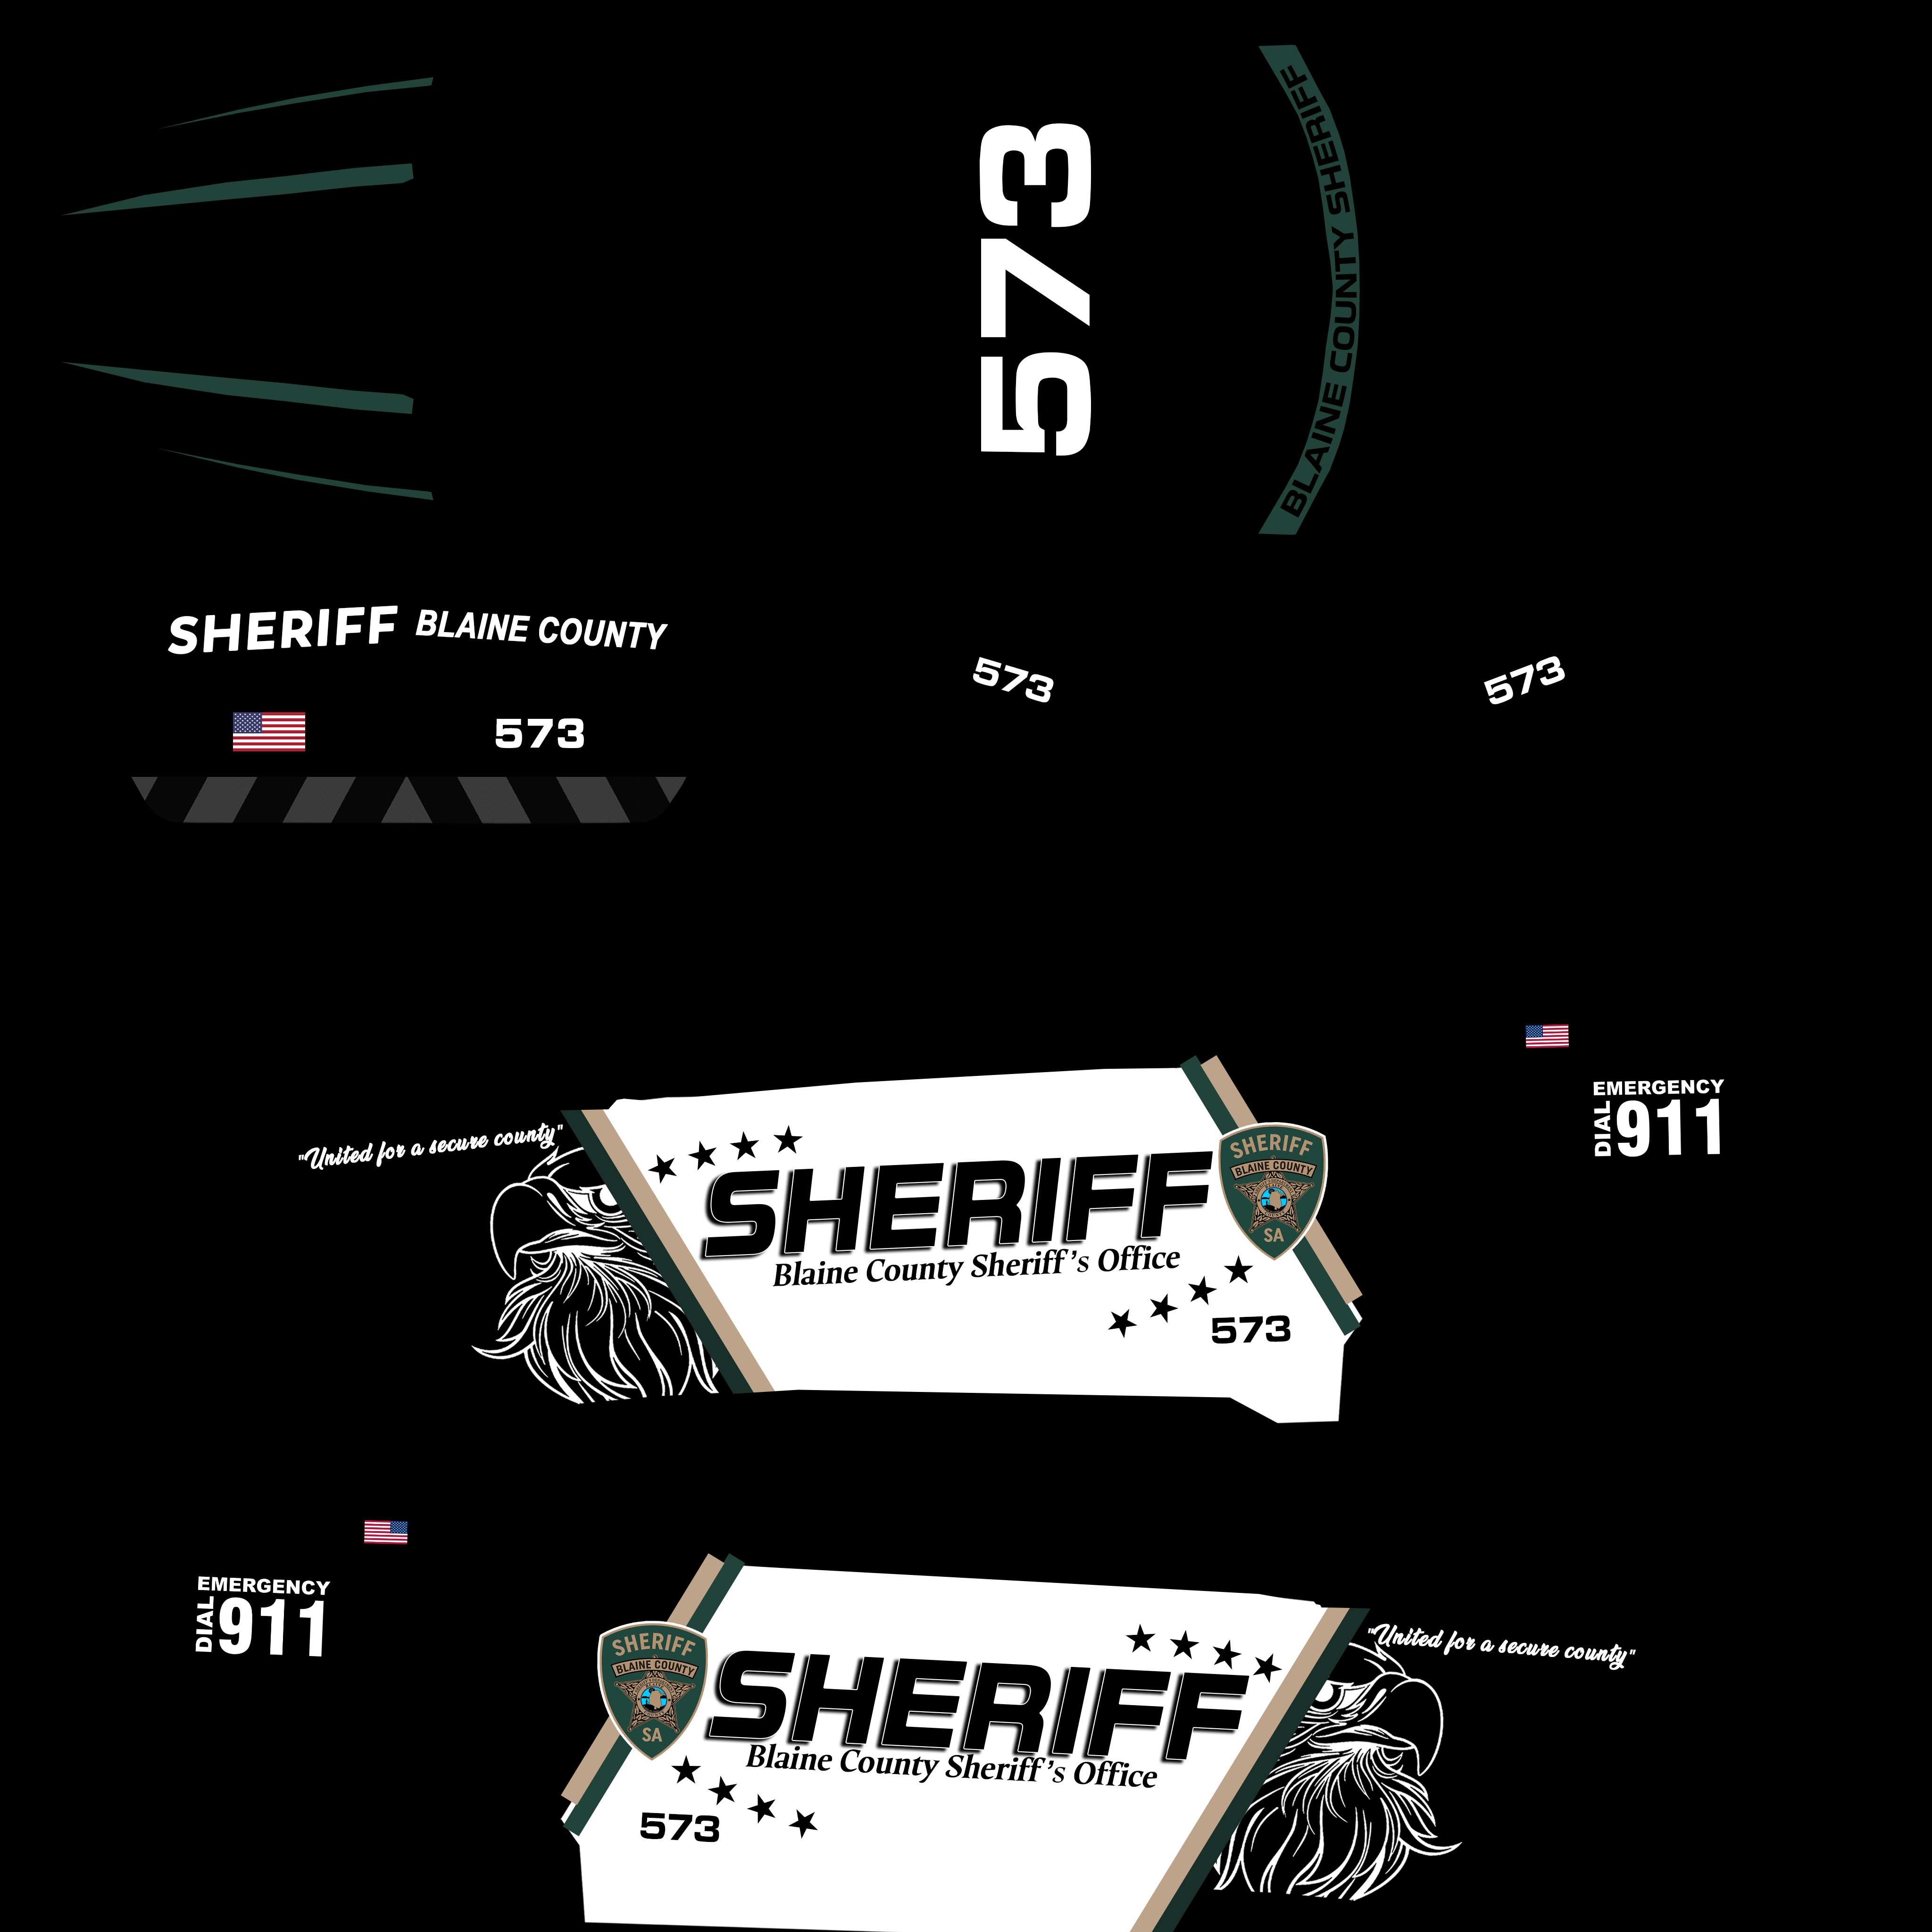 573
BLAINE COUNTY SHERIFF
SHERIFF BLAINE COUNTY
573
573
573
"United for a secure county"
SHERIFF
Blaine County Sheriff's Office
573
SHERIFF
BLAINE COUNTY
SA
EMERGENCY
DIAL 911
EMERGENCY
DIAL 911
SHERIFF
BLAINE COUNTY
SA
SHERIFF
Blaine County Sheriff's Office
573
"United for a secure county"